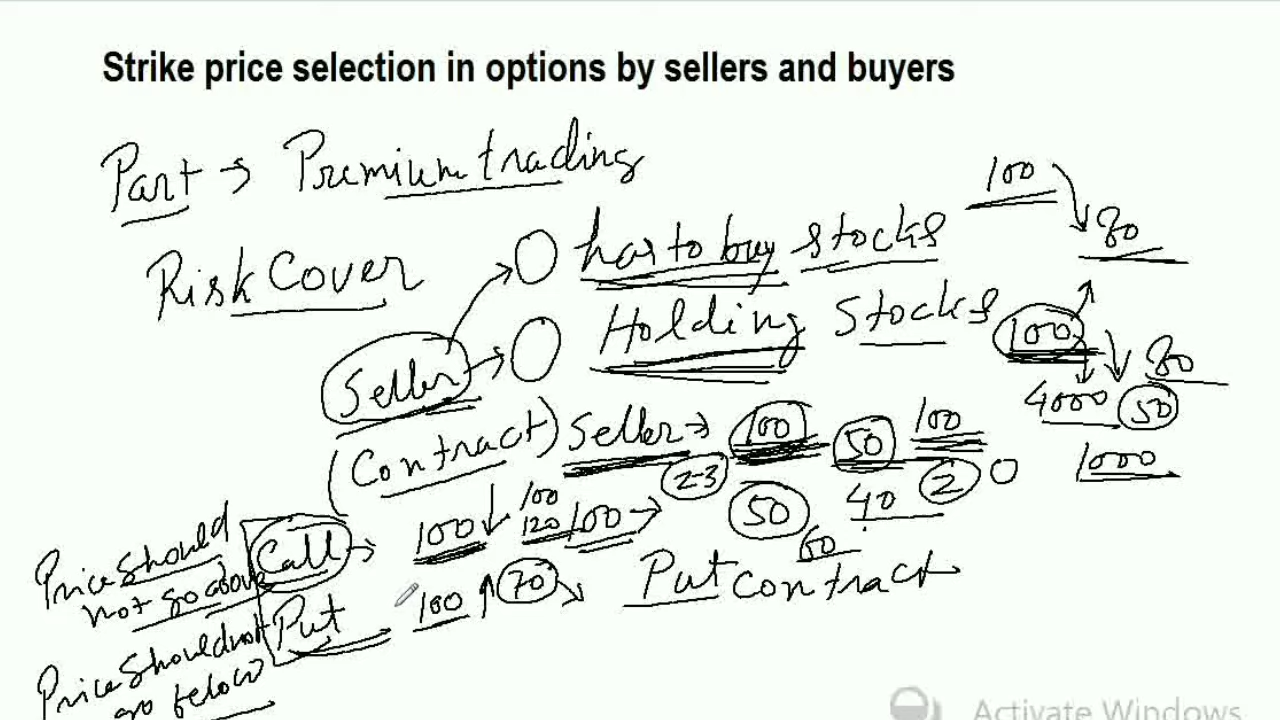 Strike price selection in options by sellers and buyers
Part → Premium trading
100
80
Risk Cover
has to buy stocks
Holding stocks
100
80
Seller
4000
50
(Contract) Seller → 100 50 100
1000
2-3
50
40
2
0
Price should
not go above
Call → 100 ↓
100
120
100 →
60
Price should not
go below
Put
100 ↑ 70
Put contract
Activate Windows